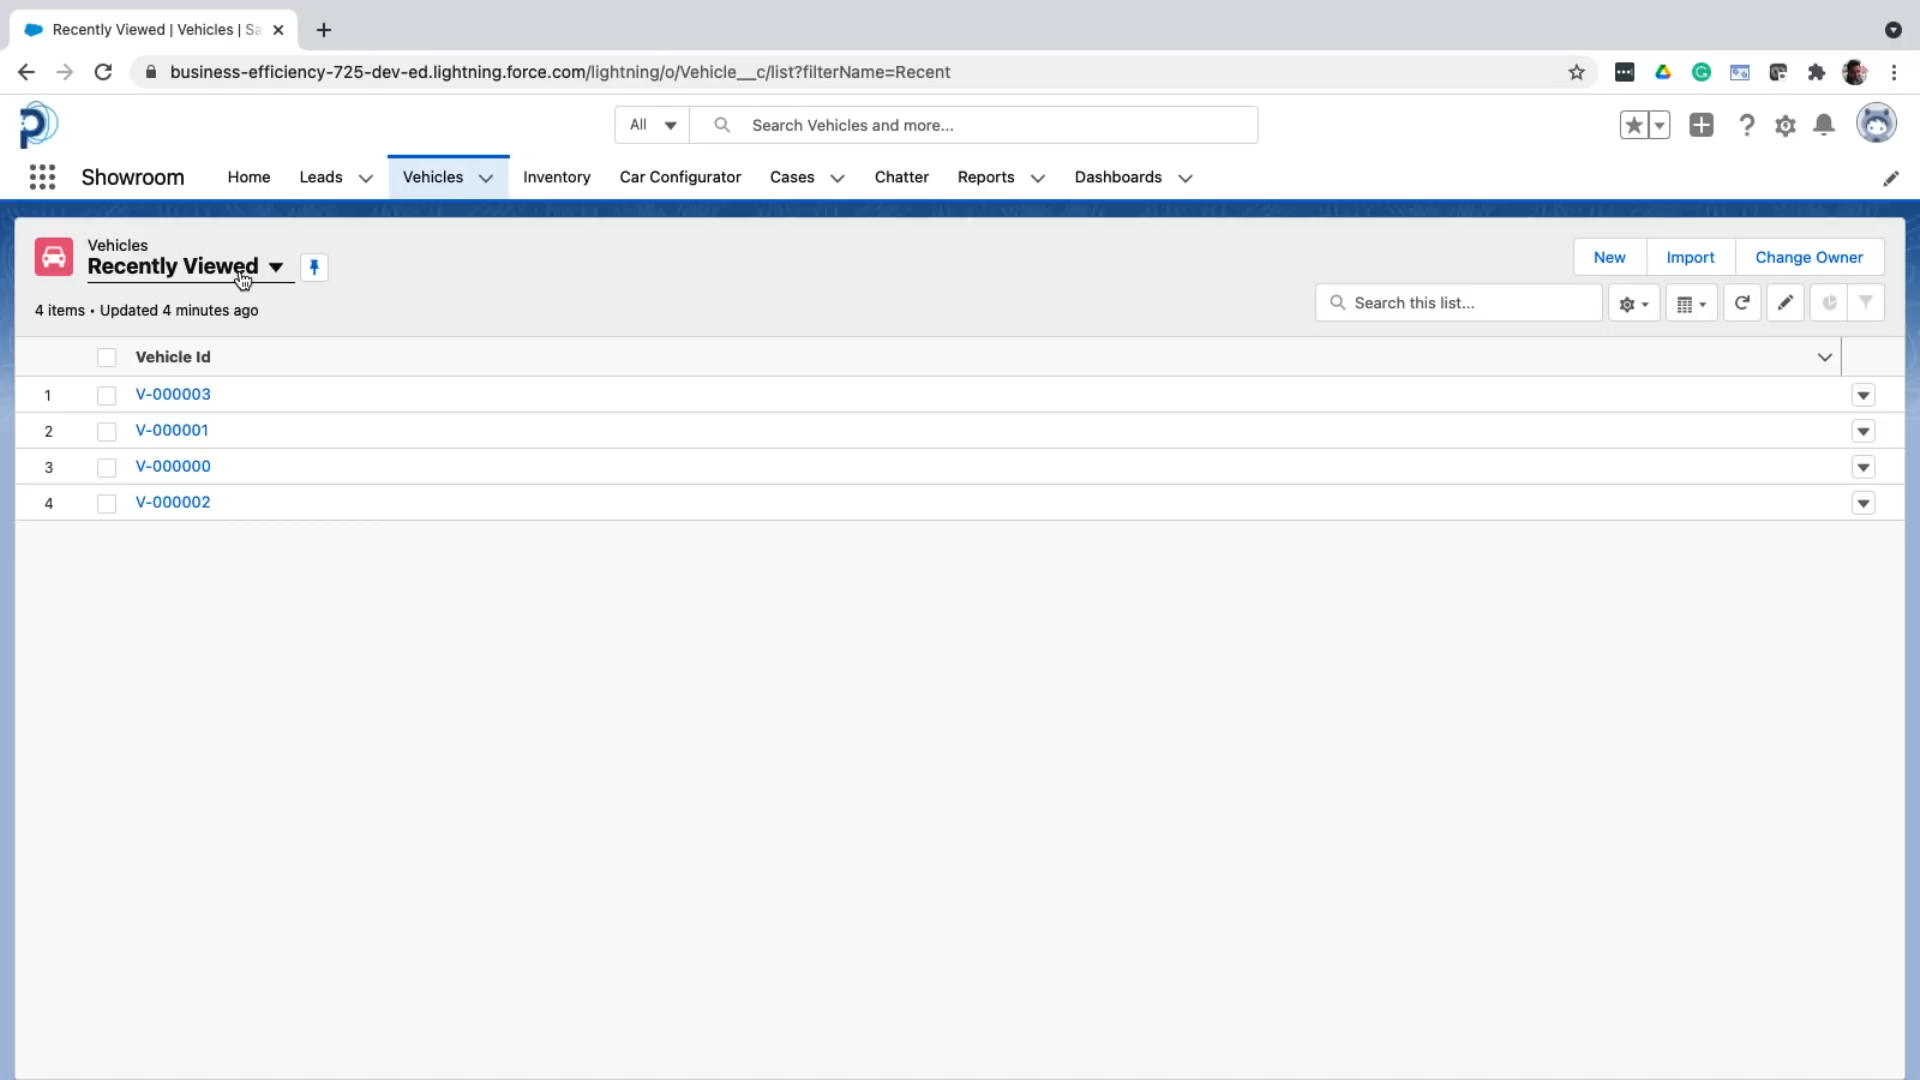 Recently Viewed | Vehicles | Sa
business-efficiency-725-dev-ed.lightning.force.com/lightning/o/Vehicle__c/list?filterName=Recent
All Search Vehicles and more...
Showroom Home Leads Vehicles Inventory Car Configurator Cases Chatter Reports Dashboards
Vehicles
Recently Viewed
New Import Change Owner
4 items • Updated 4 minutes ago
Search this list...
Vehicle Id
1 V-000003
2 V-000001
3 V-000000
4 V-000002